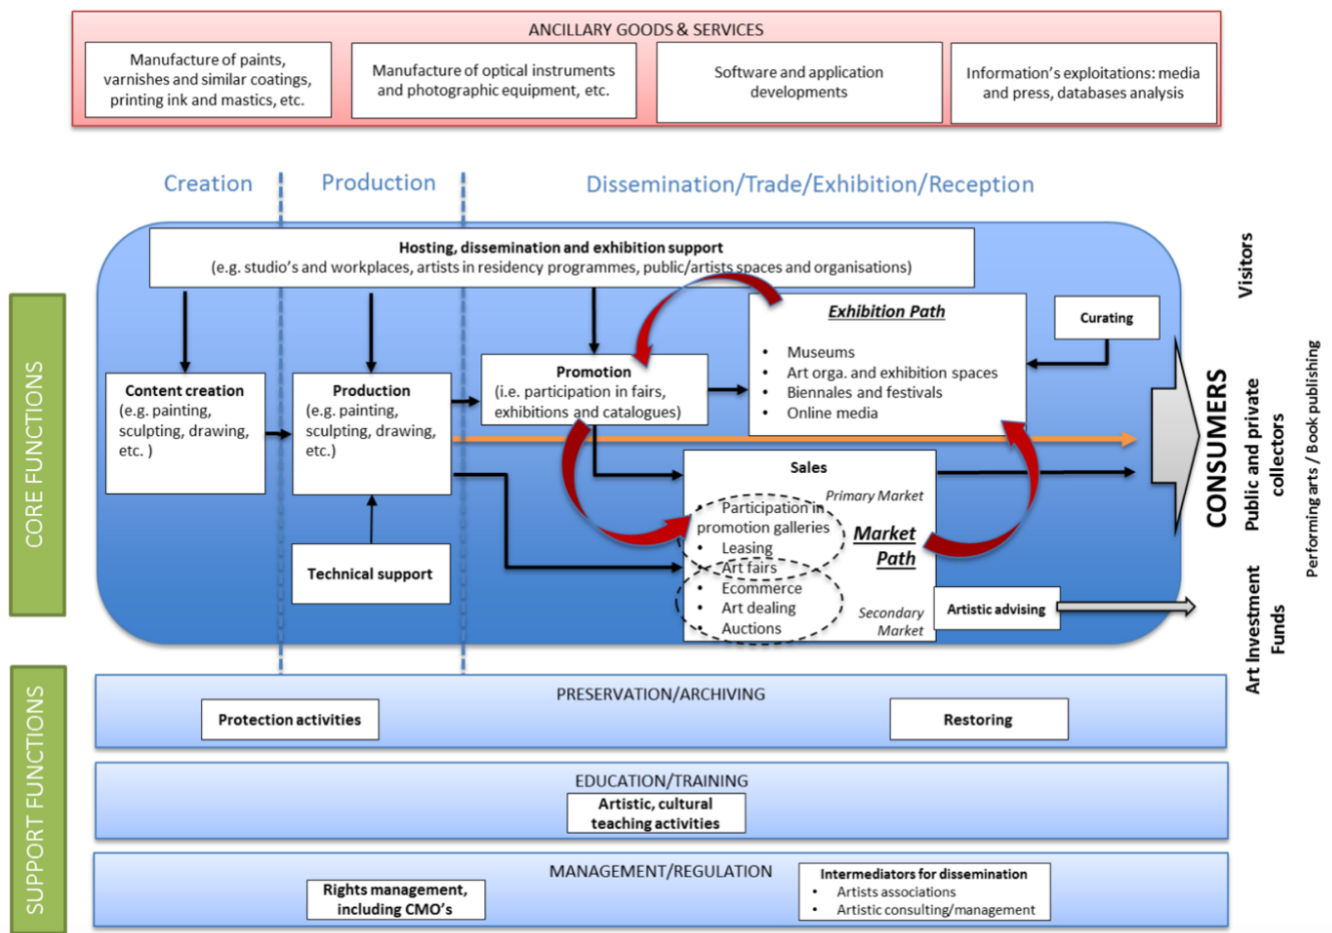 ANCILLARY GOODS & SERVICES
Manufacture of paints,
varnishes and similar coatings,
printing ink and mastics, etc.
Manufacture of optical instruments
and photographic equipment, etc.
Software and application
developments
Information's exploitations: media
and press, databases analysis
Creation
Production
Dissemination/Trade/Exhibition/Reception
Hosting, dissemination and exhibition support
(e.g. studio's and workplaces, artists in residency programmes, public/artists spaces and organisations)
CORE FUNCTIONS
Content creation
(e.g. painting,
sculpting, drawing,
etc. )
Production
(e.g. painting,
sculpting, drawing,
etc.)
Technical support
Promotion
(i.e. participation in fairs,
exhibitions and catalogues)
Exhibition Path
• Museums
• Art orga. and exhibition spaces
• Biennales and festivals
• Online media
Curating
Sales
Primary Market
• Participation in
promotion galleries
• Leasing
• Art fairs
• Ecommerce
• Art dealing
• Auctions
Market
Path
Secondary
Market
Artistic advising
CONSUMERS
Visitors
Public and private
collectors
Art Investment
Funds
Performing arts / Book publishing
SUPPORT FUNCTIONS
PRESERVATION/ARCHIVING
Protection activities
Restoring
EDUCATION/TRAINING
Artistic, cultural
teaching activities
MANAGEMENT/REGULATION
Rights management,
including CMO's
Intermediators for dissemination
• Artists associations
• Artistic consulting/management